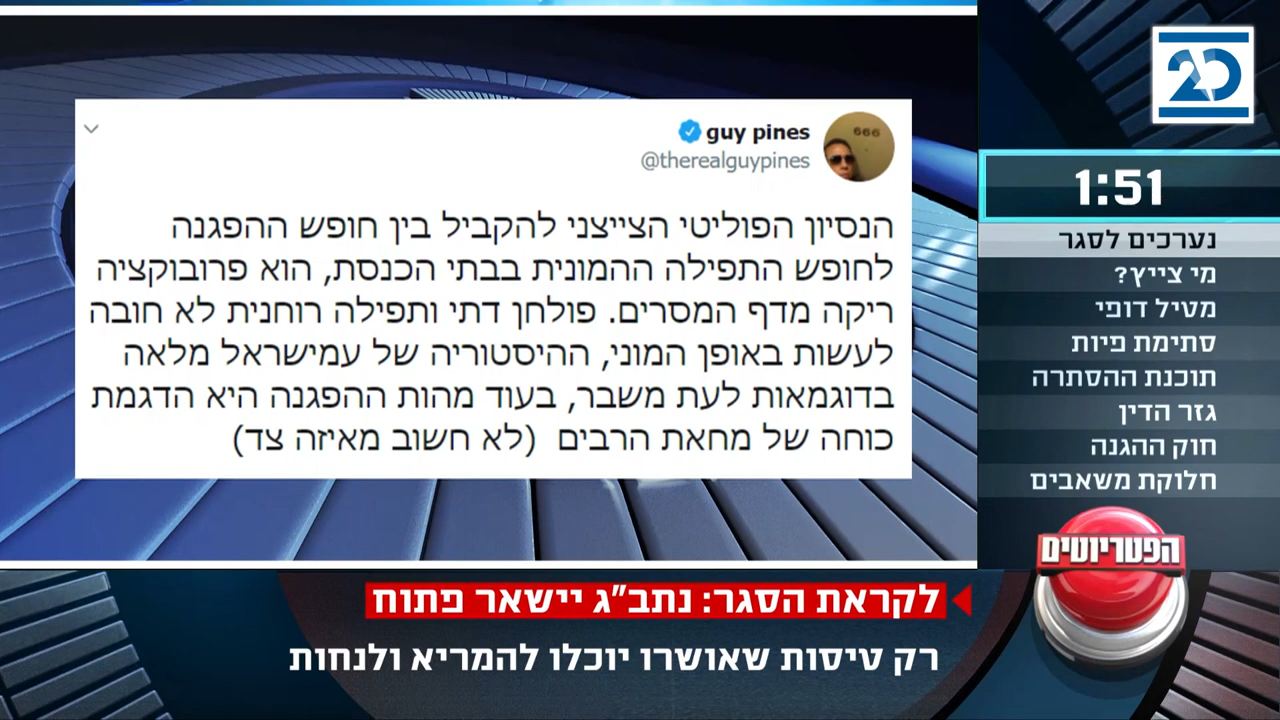 guy pines
@therealguypines
666
הנסיון הפוליטי הצייצני להקביל בין חופש ההפגנה
לחופש התפילה ההמונית בבתי הכנסת, הוא פרובוקציה
ריקה מדף המסרים. פולחן דתי ותפילה רוחנית לא חובה
לעשות באופן המוני, ההיסטוריה של עמישראל מלאה
בדוגמאות לעת משבר, בעוד מהות ההפגנה היא הדגמת
כוחה של מחאת הרבים (לא חשוב מאיזה צד)
20
1:51
נערכים לסגר
מי צייץ?
מטיל דופי
סתימת פיות
תוכנת ההסתרה
גזר הדין
חוק ההגנה
חלוקת משאבים
הפטריוטים
לקראת הסגר: נתב"ג יישאר פתוח
רק טיסות שאושרו יוכלו להמריא ולנחות